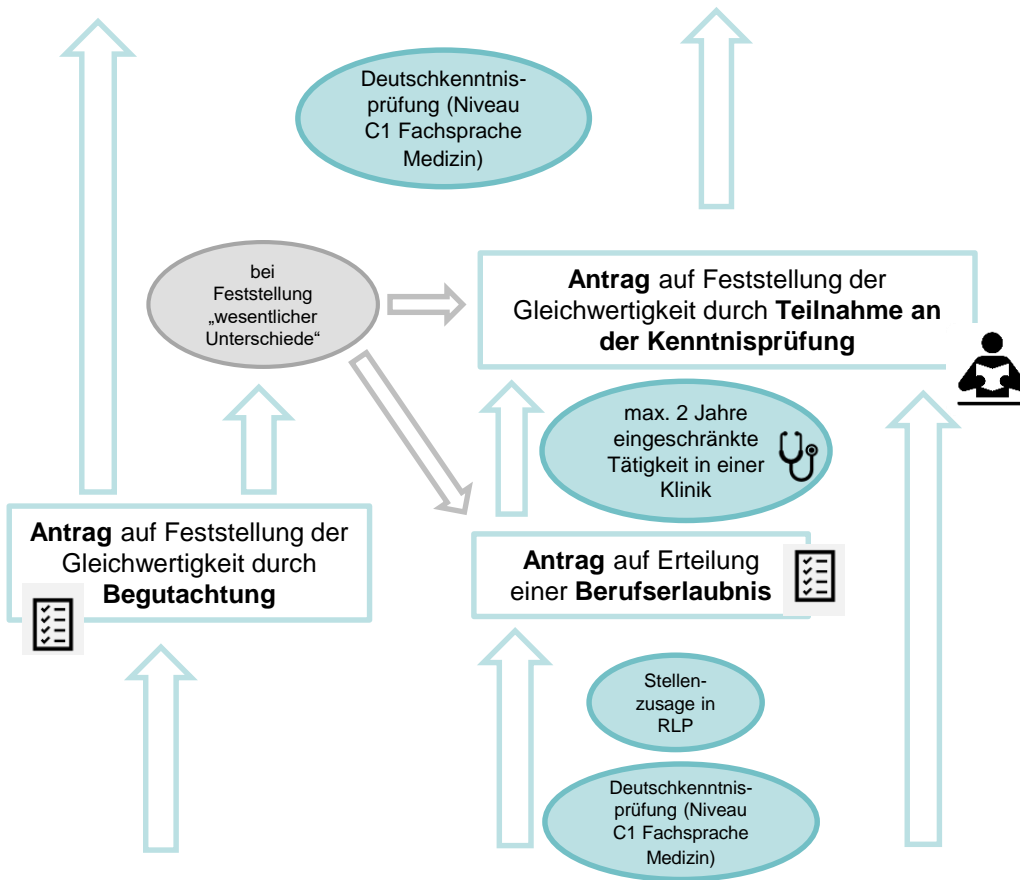 Deutschkenntnis-
prüfung (Niveau
C1 Fachsprache
Medizin)
bei
Feststellung
„wesentlicher
Unterschiede“
Antrag auf Feststellung der
Gleichwertigkeit durch Teilnahme an
der Kenntnisprüfung
max. 2 Jahre
eingeschränkte
Tätigkeit in einer
Klinik
Antrag auf Feststellung der
Gleichwertigkeit durch
Begutachtung
Antrag auf Erteilung
einer Berufserlaubnis
Stellen-
zusage in
RLP
Deutschkenntnis-
prüfung (Niveau
C1 Fachsprache
Medizin)